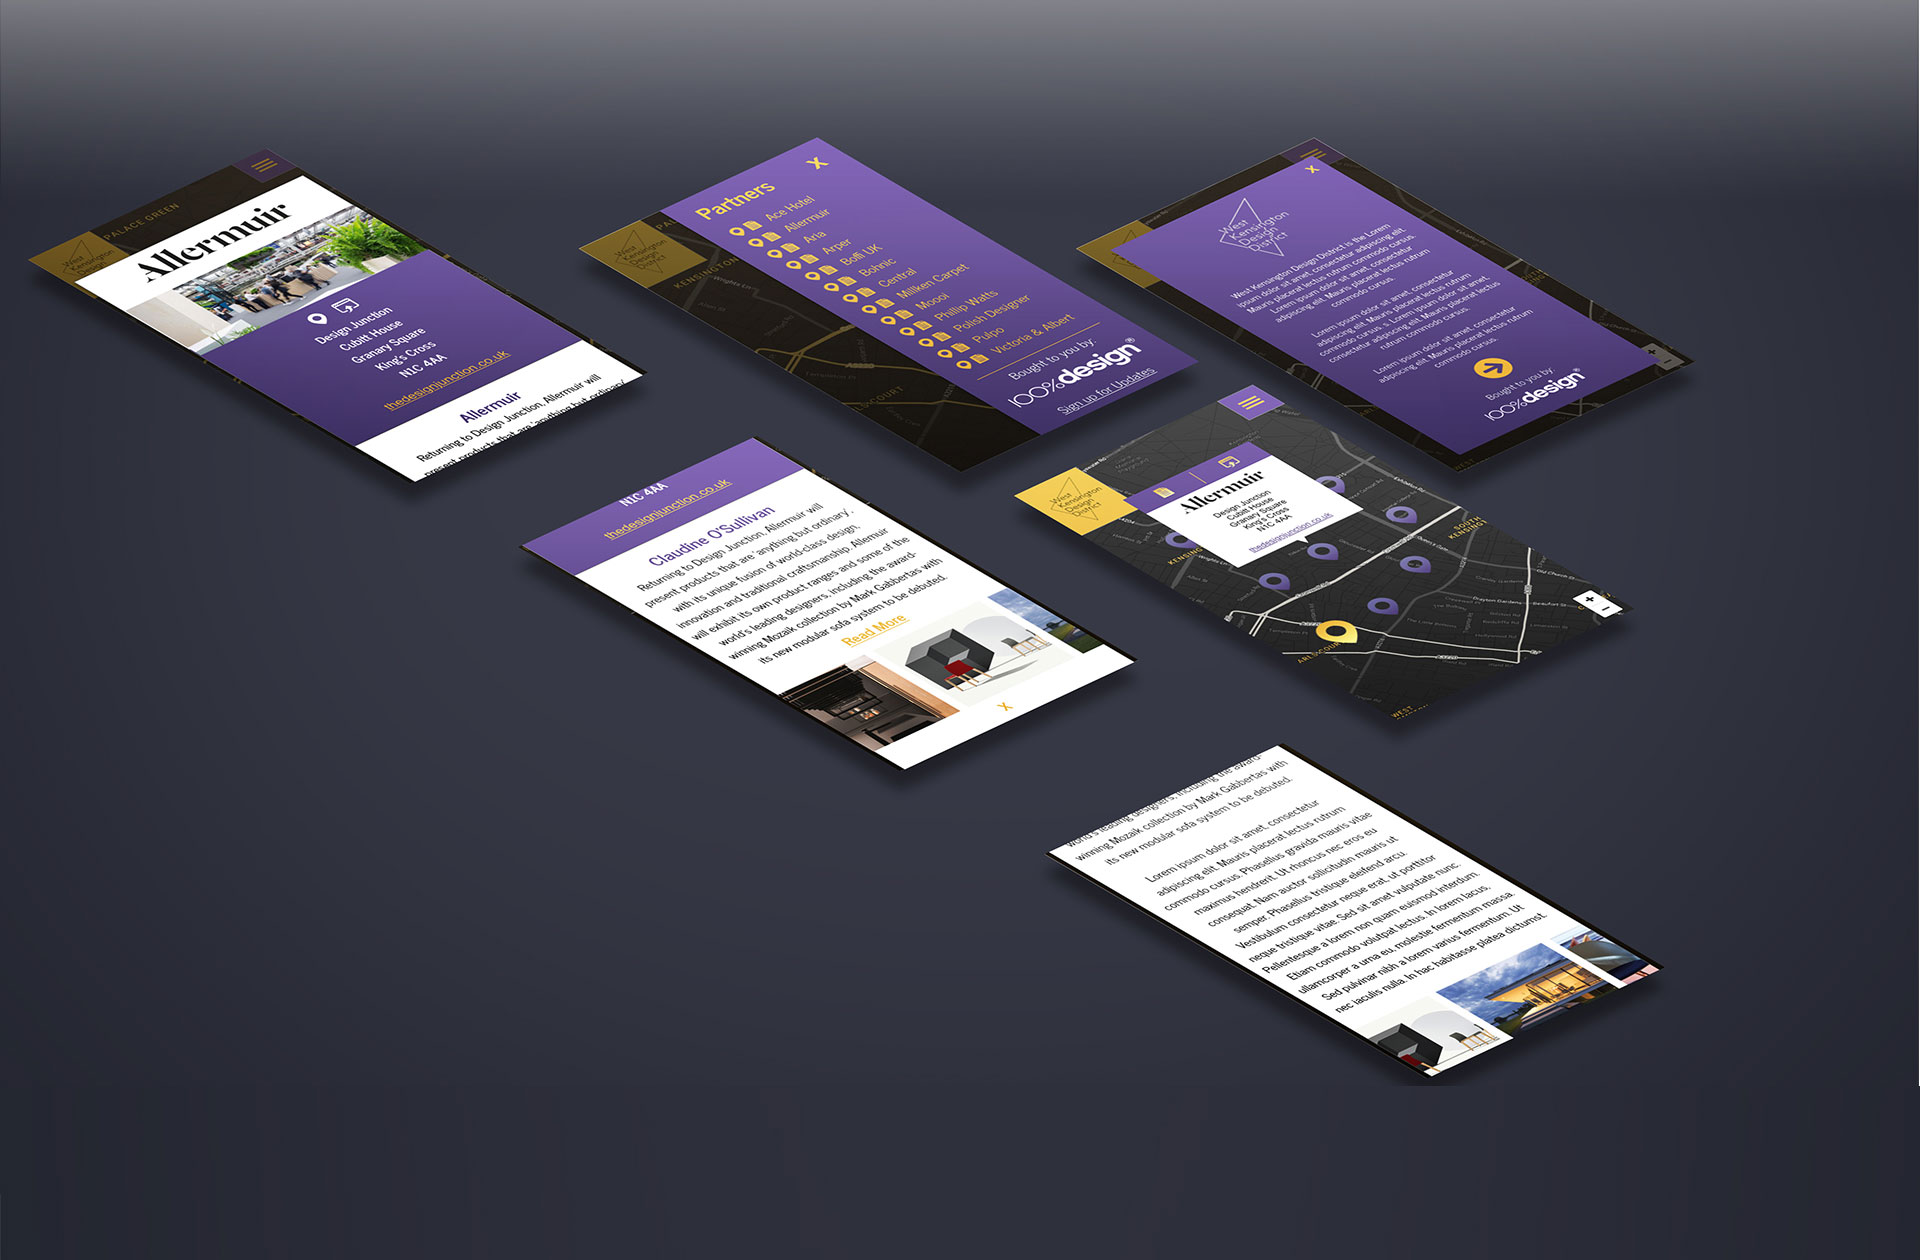 PALACE GREEN
West
Kensington
Design
Allermuir
Design Junction
Cubitt House
Granary Square
King's Cross
N1C 4AA
thedesignjunction.co.uk
Allermuir
Returning to Design Junction, Allermuir will
present products that are 'anything but ordinary'
West
Kensington
Design
District
KENSINGTON
Partners
X
Ace Hotel
Allermuir
Aria
Arper
Boffi UK
Bohnic
Central
Millken Carpet
Moooi
Phillip Watts
Polish Designer
Pulpo
Victoria & Albert
Bought to you by:
100%design®
Sign up for Updates
X
West
Kensington
Design
District
West Kensington Design District is the Lorem
ipsum dolor sit amet, consectetur adipiscing elit.
Mauris placerat lectus rutrum commodo cursus.
Lorem ipsum dolor sit amet, consectetur
adipiscing elit. Mauris placerat lectus rutrum
commodo cursus.
Lorem ipsum dolor sit amet, consectetur
adipiscing elit. Mauris placerat lectus rutrum
commodo cursus, s. Lorem ipsum dolor sit amet,
consectetur adipiscing elit. Mauris placerat lectus
rutrum commodo cursus.
Lorem ipsum dolor sit amet, consectetur
adipiscing elit. Mauris placerat lectus rutrum
commodo cursus.
Bought to you by:
100%design®
N1C 4AA
thedesignjunction.co.uk
Claudine O'Sullivan
Returning to Design Junction, Allermuir will
present products that are 'anything but ordinary',
with its unique fusion of world-class design,
innovation and traditional craftsmanship. Allermuir
will exhibit its own product ranges and some of the
world's leading designers, including the award-
winning Mozaik collection by Mark Gabbertas with
its new modular sofa system to be debuted.
Read More
X
West
Kensington
Design
District
Allermuir
Design Junction
Cubitt House
Granary Square
King's Cross
N1C 4AA
thedesignjunction.co.uk
+
−
world's leading designers, including the award-
winning Mozaik collection by Mark Gabbertas with
its new modular sofa system to be debuted.
Lorem ipsum dolor sit amet, consectetur
adipiscing elit. Mauris placerat lectus rutrum
commodo cursus. Phasellus gravida mauris vitae
maximus hendrerit. Ut rhoncus nec eros eu
consequat. Nam auctor sollicitudin mauris ut
semper. Phasellus tristique eleifend arcu.
Vestibulum consectetur neque erat, ut porttitor
neque tristique vitae. Sed sit amet vulputate nunc.
Pellentesque a lorem non quam euismod interdum.
Etiam commodo volutpat lectus. In lorem lacus,
ullamcorper a urna eu, molestie fermentum massa.
Sed pulvinar nibh a lorem varius fermentum. Ut
nec iaculis nulla. In hac habitasse platea dictumst.